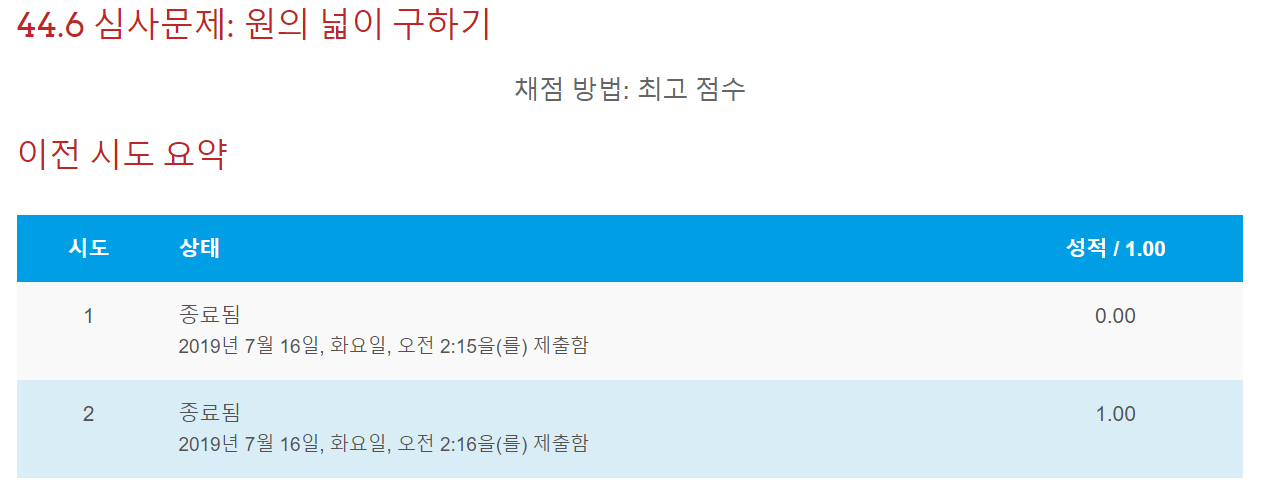 44.6 심사문제: 원의 넓이 구하기
채점 방법: 최고 점수
이전 시도 요약
시도 상태 성적 / 1.00
1 종료됨 0.00
2019년 7월 16일, 화요일, 오전 2:15을(를) 제출함
2 종료됨 1.00
2019년 7월 16일, 화요일, 오전 2:16을(를) 제출함